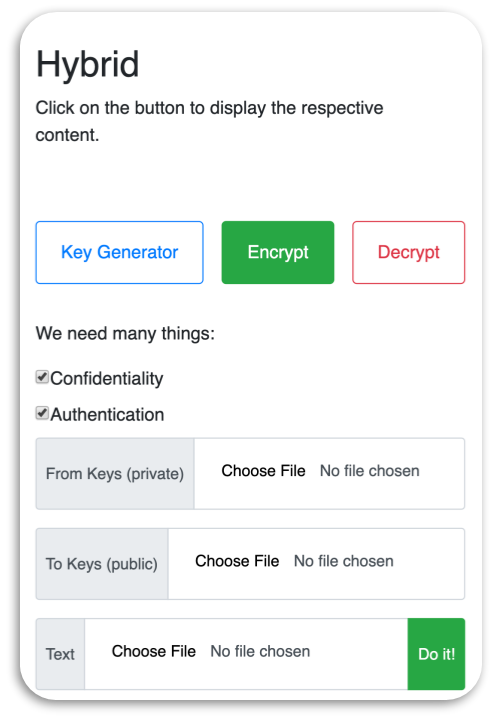 Hybrid
Click on the button to display the respective
content.
Key Generator
Encrypt
Decrypt
We need many things:
Confidentiality
Authentication
From Keys (private) Choose File No file chosen
To Keys (public) Choose File No file chosen
Text Choose File No file chosen Do it!